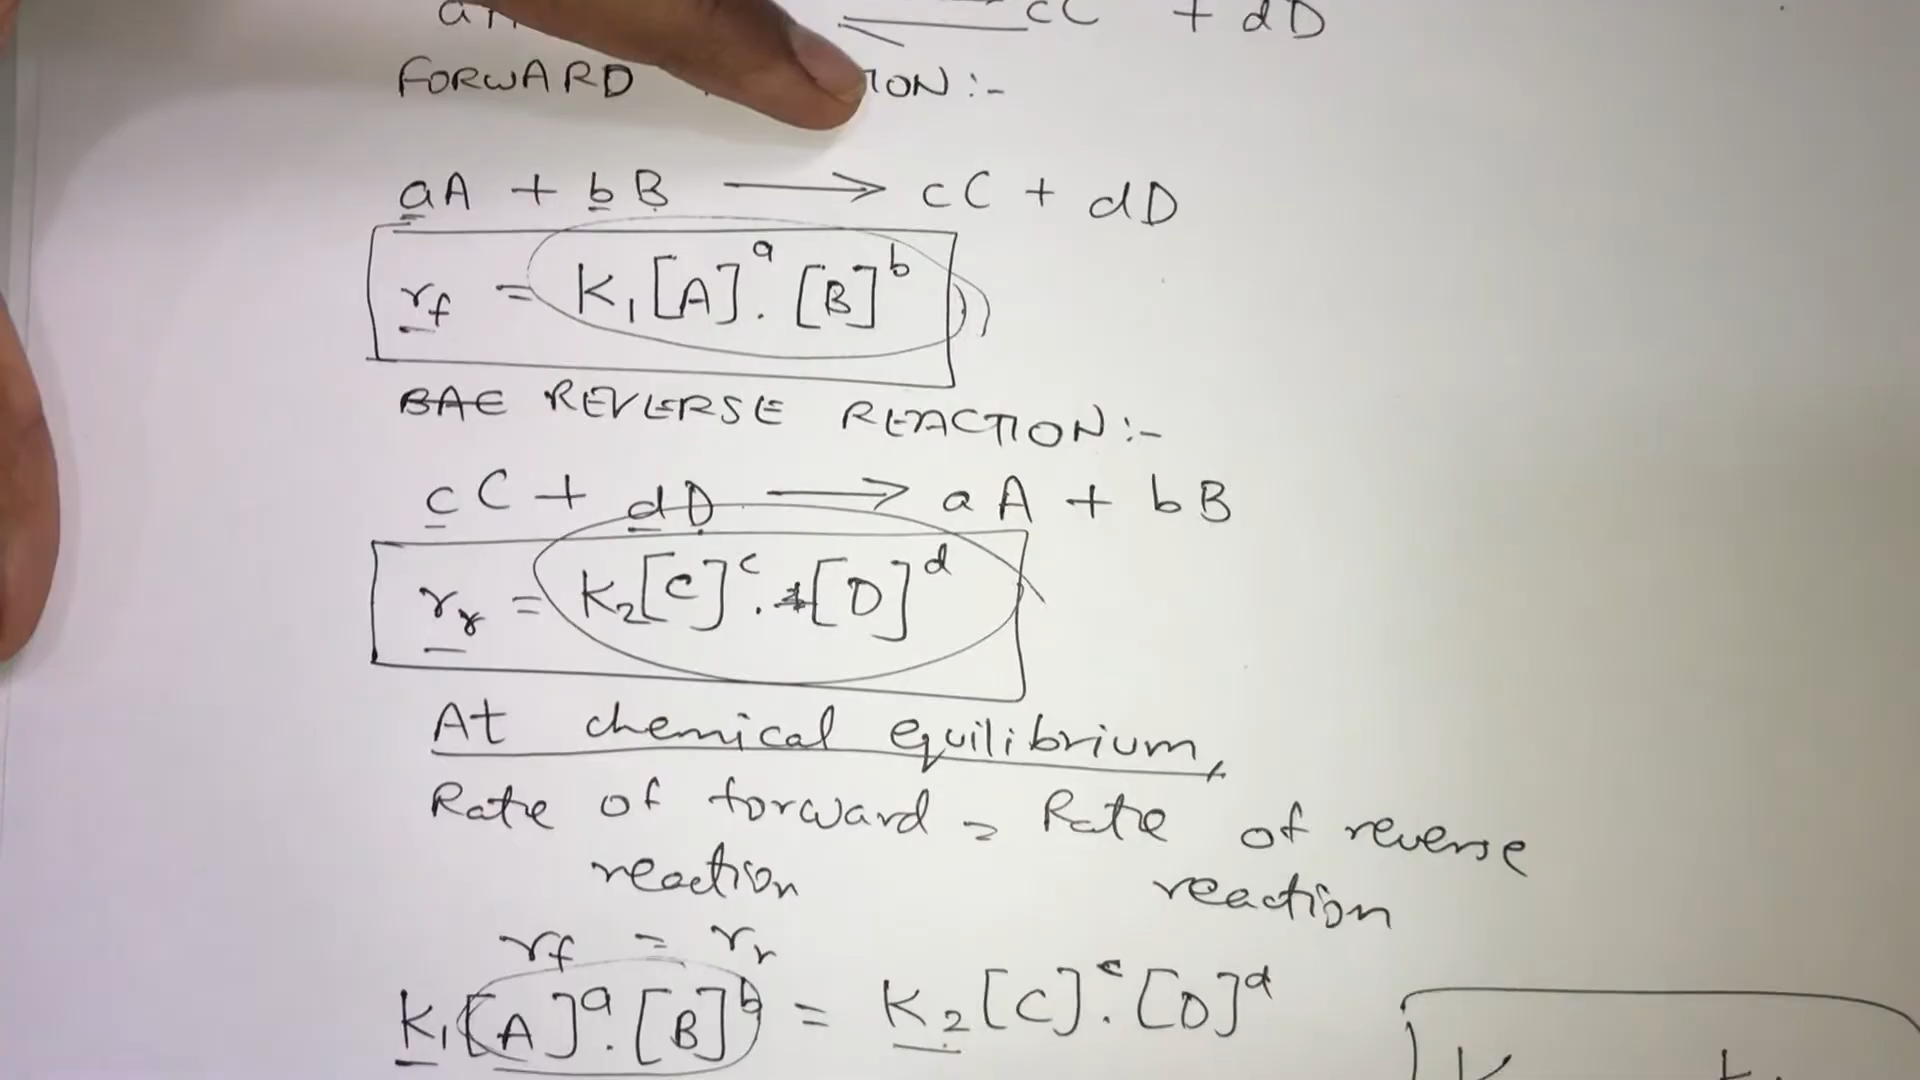 cC + dD
FORWARD TION:-
aA + bB ⟶ cC + dD
rf = K₁[A]ᵃ. [B]ᵇ
BAE REVERSE REACTION:-
cC + dD ⟶ aA + bB
rr = K₂[C]ᶜ. [D]ᵈ
At chemical equilibrium,
Rate of forward = Rate of reverse
reaction reaction
rf = rr
K₁[A]ᵃ. [B]ᵇ = K₂[C]ᶜ. [D]ᵈ